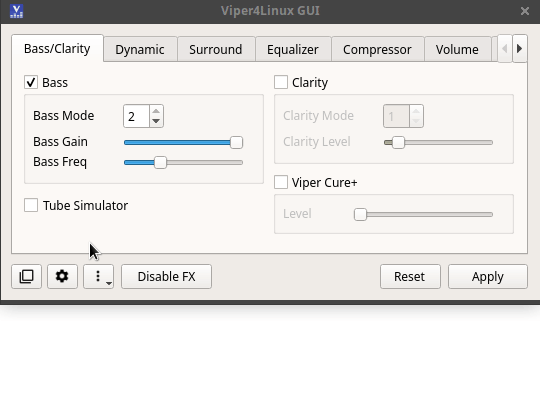 Viper4Linux GUI
Bass/Clarity Dynamic Surround Equalizer Compressor Volume
Bass
Bass Mode 2
Bass Gain
Bass Freq
Tube Simulator
Clarity
Clarity Mode 1
Clarity Level
Viper Cure+
Level
Disable FX Reset Apply